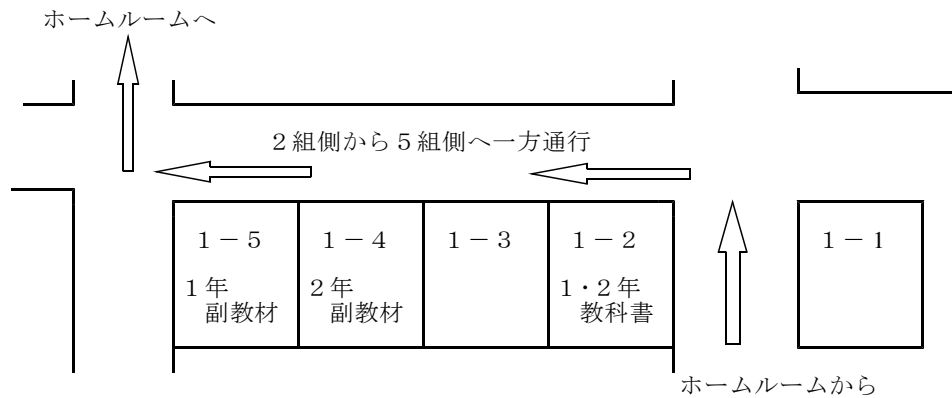 ホームルームへ
２組側から５組側へ一方通行
１－５
１－４
１－３
１－２
１－１
１年
副教材
２年
副教材
１・２年
教科書
ホームルームから